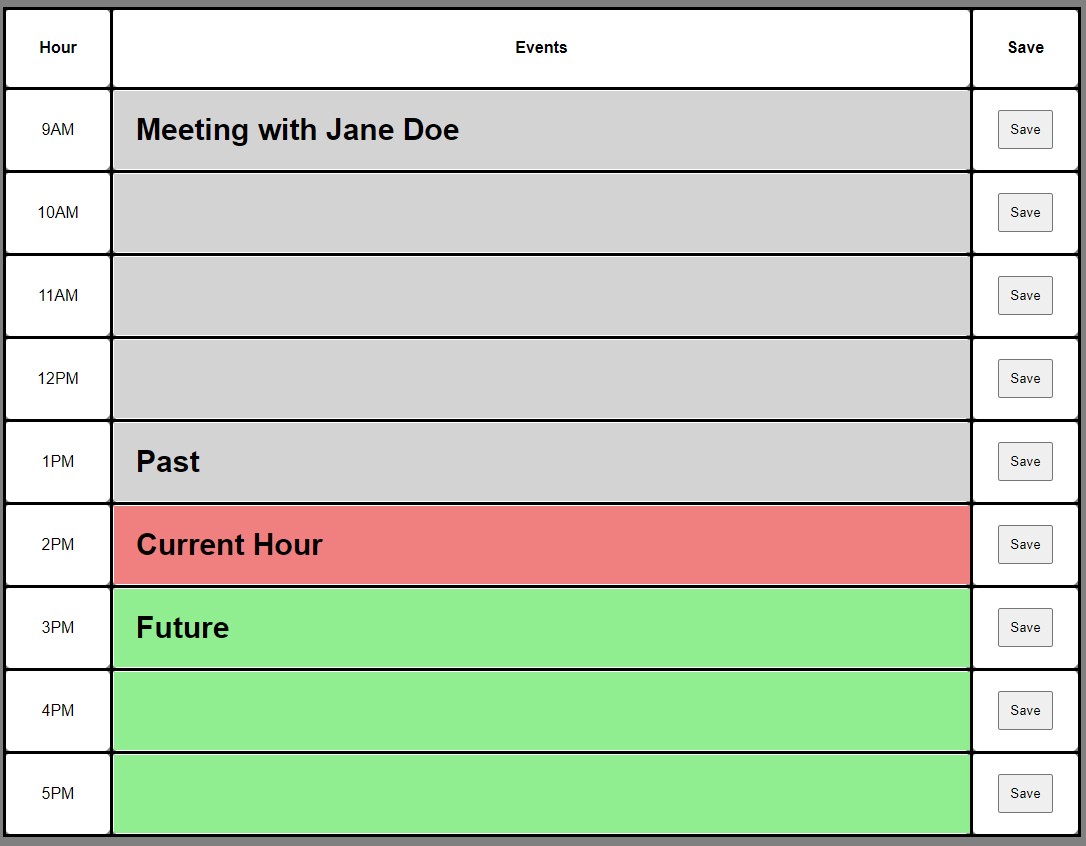 Hour Events Save
9AM Meeting with Jane Doe Save
10AM Save
11AM Save
12PM Save
1PM Past Save
2PM Current Hour Save
3PM Future Save
4PM Save
5PM Save